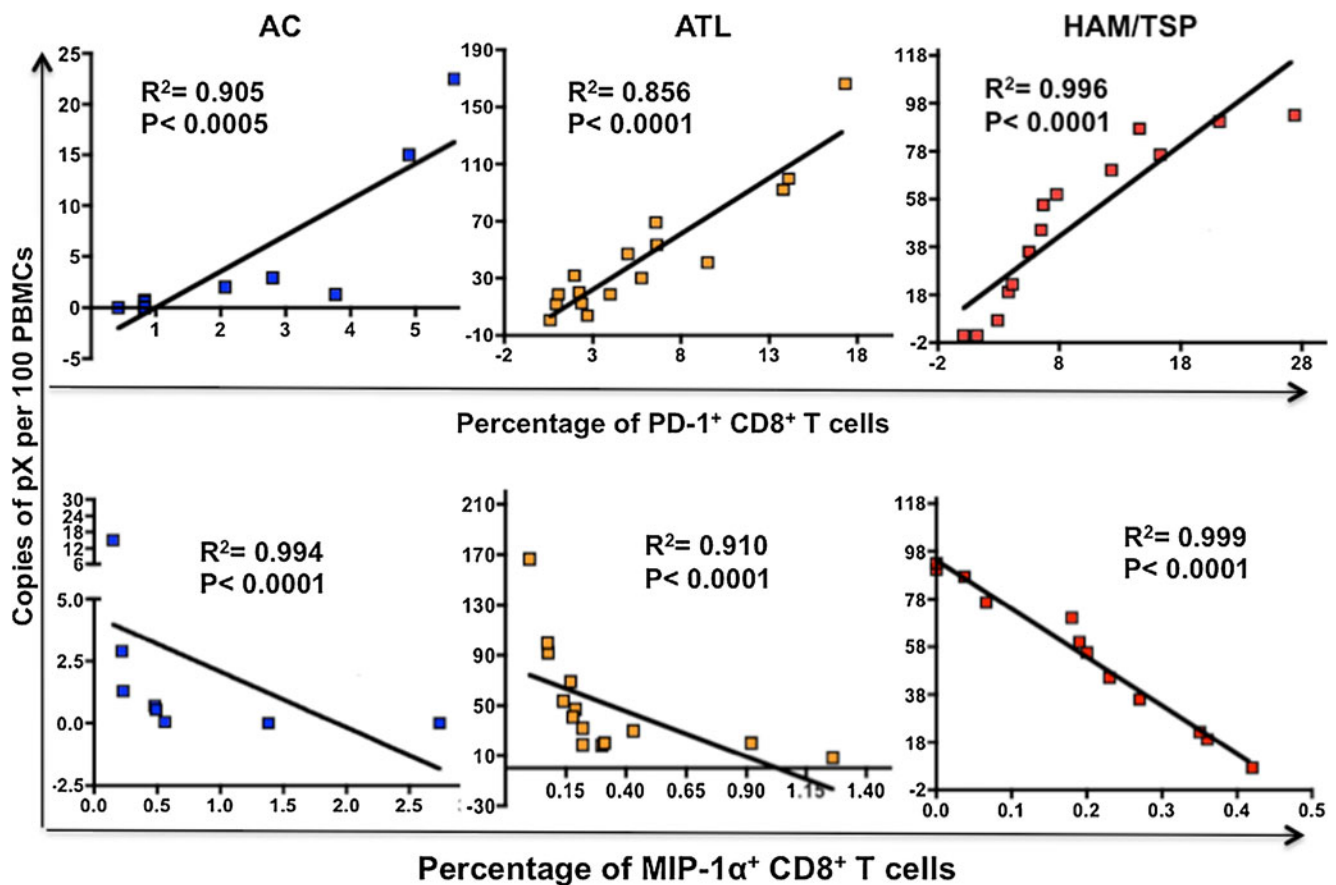 AC
ATL
HAM/TSP
Copies of pX per 100 PBMCs
25
20
15
10
5
0
-5
R²= 0.905
P< 0.0005
1 2 3 4 5
190
150
110
70
30
-10
R²= 0.856
P< 0.0001
-2 3 8 13 18
118
98
78
58
38
18
-2
R²= 0.996
P< 0.0001
-2 8 18 28
Percentage of PD-1⁺ CD8⁺ T cells
30
24
18
12
6
5.0
2.5
0.0
-2.5
R²= 0.994
P< 0.0001
0.0 0.5 1.0 1.5 2.0 2.5
210
170
130
90
50
10
-30
R²= 0.910
P< 0.0001
0.15 0.40 0.65 0.90 1.15 1.40
118
98
78
58
38
18
-2
R²= 0.999
P< 0.0001
0.0 0.1 0.2 0.3 0.4 0.5
Percentage of MIP-1α⁺ CD8⁺ T cells